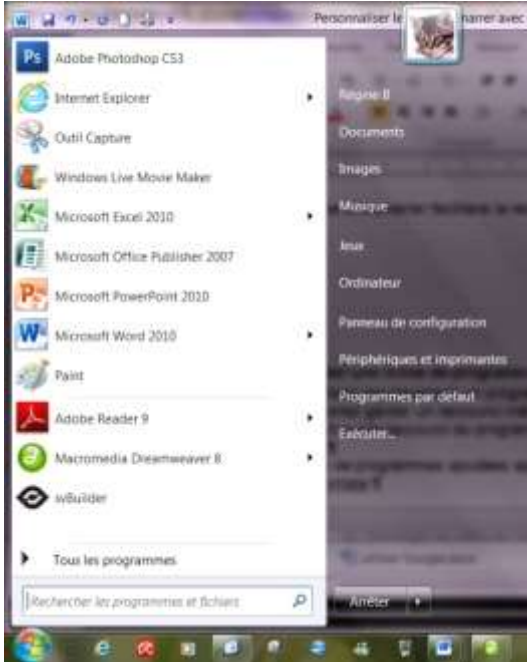 Personnaliser le
marrer avec
Adobe Photoshop CS3
Internet Explorer
Outil Capture
Windows Live Movie Maker
Microsoft Excel 2010
Microsoft Office Publisher 2007
Microsoft PowerPoint 2010
Microsoft Word 2010
Paint
Adobe Reader 9
Macromedia Dreamweaver 8
wBuilder
Tous les programmes
Rechercher les programmes et fichiers
Régine B
Documents
Images
Musique
Jeux
Ordinateur
Panneau de configuration
Périphériques et imprimantes
Programmes par défaut
Exécuter...
Arrêter